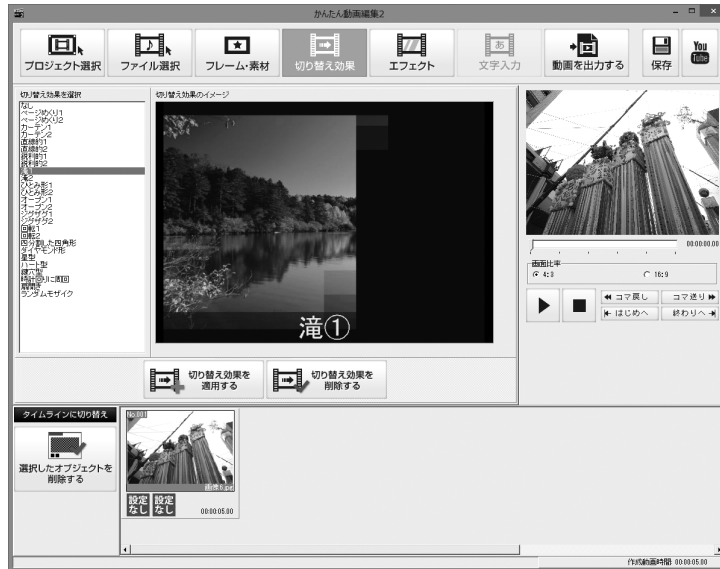 かんたん動画編集2
プロジェクト選択
ファイル選択
フレーム・素材
切り替え効果
エフェクト
あ
文字入力
動画を出力する
保存
You
Tube
切り替え効果を選択
なし
ページめくり1
ページめくり2
カーテン1
カーテン2
直線的1
直線的2
鋭利的1
鋭利的2
滝1
滝2
ひとみ形1
ひとみ形2
オープン1
オープン2
ジグザグ1
ジグザグ2
回転1
回転2
四分割した四角形
ダイヤモンド形
星型
ハート型
鍵穴型
時計回りに周回
扇開き
ランダムモザイク
切り替え効果のイメージ
滝①
切り替え効果を
適用する
切り替え効果を
削除する
00:00:00.00
画面比率
4:3
16:9
コマ戻し
コマ送り
はじめへ
終わりへ
タイムラインに切り替え
選択したオブジェクトを
削除する
No.001
画像6.jpg
設定
なし
設定
なし
00:00:05.00
作成動画時間: 00:00:05.00